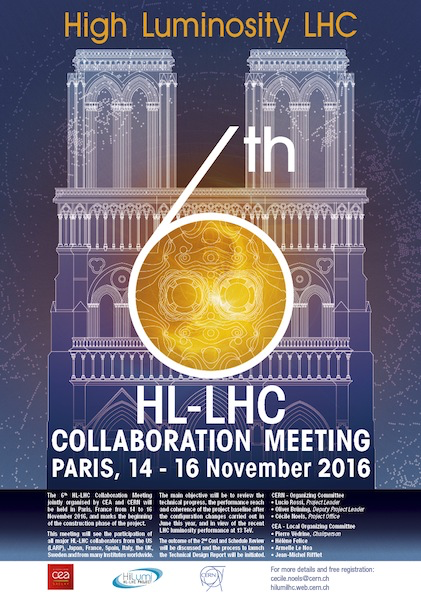 High Luminosity LHC
6th
HL-LHC
COLLABORATION MEETING
PARIS, 14 - 16 November 2016
The 6th HL-LHC Collaboration Meeting
jointly organised by CEA and CERN will
be held in Paris, France from 14 to 16
November 2016, and marks the beginning
of the construction phase of the project.
This meeting will see the participation of
all major HL-LHC collaborators from the US
(LARP), Japan, France, Spain, Italy, the UK,
Sweden and from many Institutes worldwide.
The main objective will be to review the
technical progress, the performance reach
and coherence of the project baseline after
the configuration changes carried out in
June this year, and in view of the recent
LHC luminosity performance at 13 TeV.
The outcome of the 2nd Cost and Schedule Review
will be discussed and the process to launch
the Technical Design Report will be initiated.
CERN - Organizing Committee
• Lucio Rossi, Project Leader
• Oliver Brüning, Deputy Project Leader
• Cécile Noels, Project Office
CEA - Local Organizing Committee
• Pierre Védrine, Chairperson
• Hélène Felice
• Armelle Le Noa
• Jean-Michel Rifflet
cea
HiLumi
HL-LHC PROJECT
CERN
For more details and free registration:
cecile.noels@cern.ch
hilumilhc.web.cern.ch